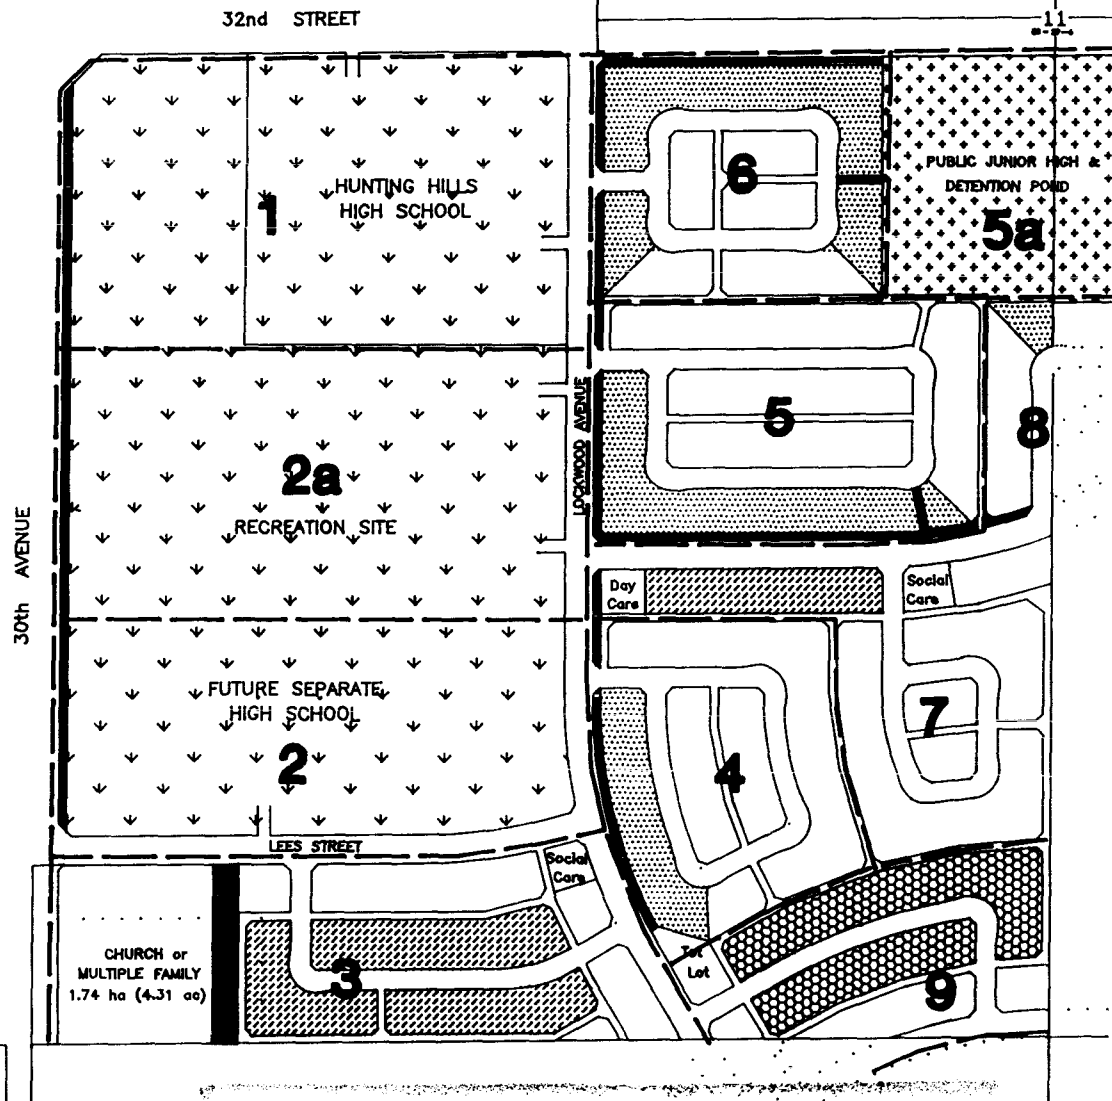 32nd STREET
11
6
PUBLIC JUNIOR HIGH &
DETENTION POND
5a
HUNTING HILLS
HIGH SCHOOL
1
LOCKWOOD AVENUE
5
8
2a
RECREATION SITE
30th AVENUE
Day
Care
Social
Care
FUTURE SEPARATE
HIGH SCHOOL
2
7
4
LEES STREET
Social
Care
CHURCH or
MULTIPLE FAMILY
1.74 ha (4.31 ac)
3
Tot
Lot
9